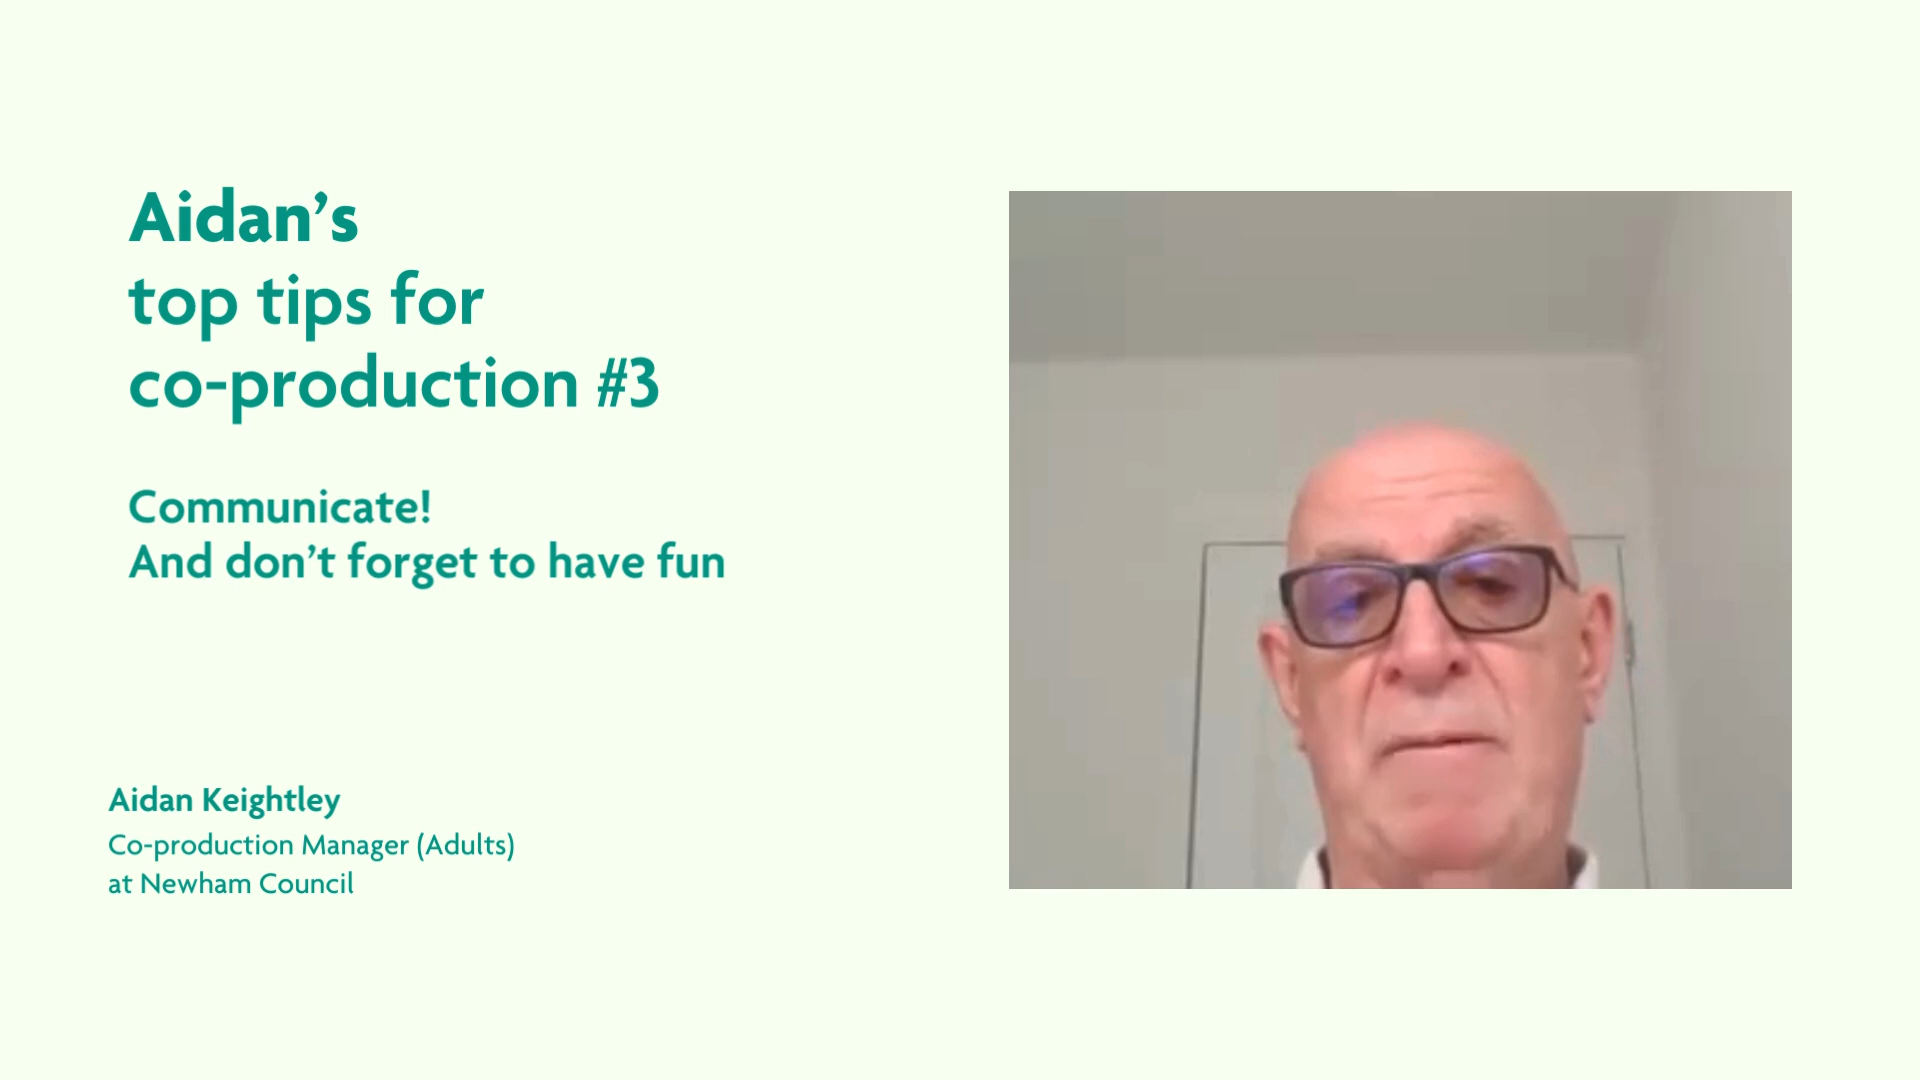 Aidan’s
top tips for
co-production #3
Communicate!
And don’t forget to have fun
Aidan Keightley
Co-production Manager (Adults)
at Newham Council